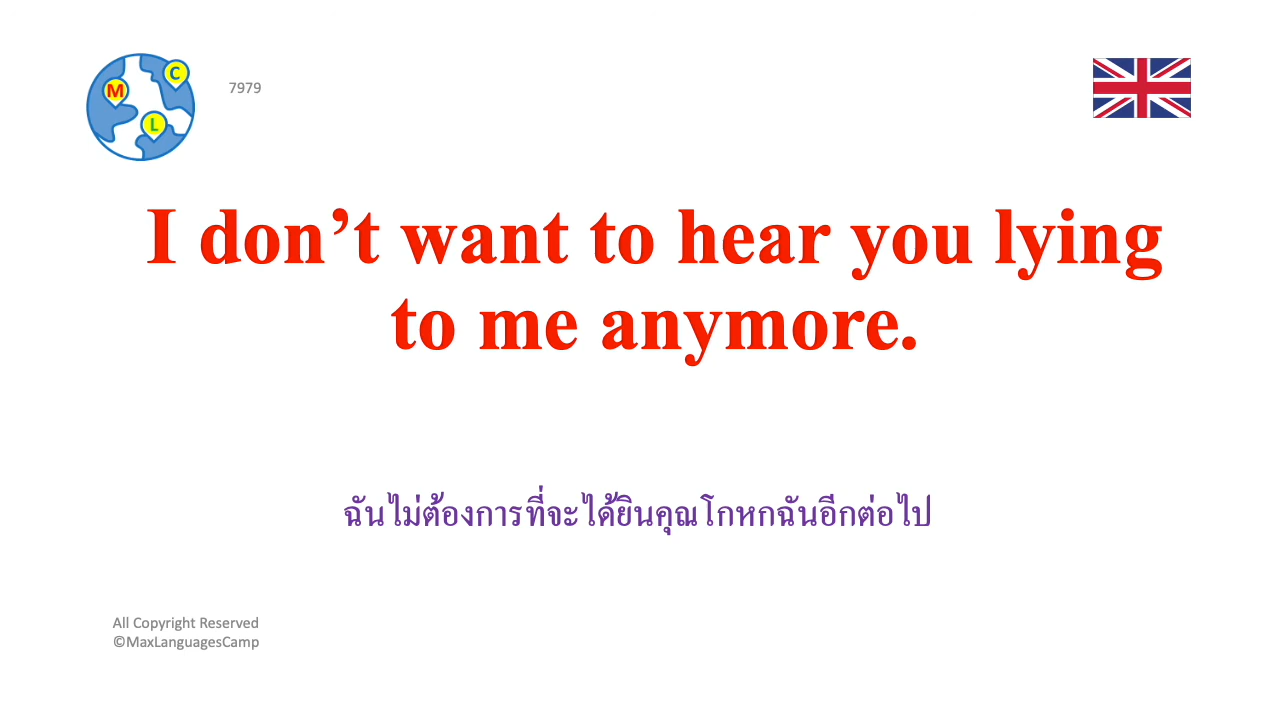 M
C
L
7979
I don’t want to hear you lying
to me anymore.
ฉันไม่ต้องการที่จะได้ยินคุณโกหกฉันอีกต่อไป
All Copyright Reserved
©MaxLanguagesCamp